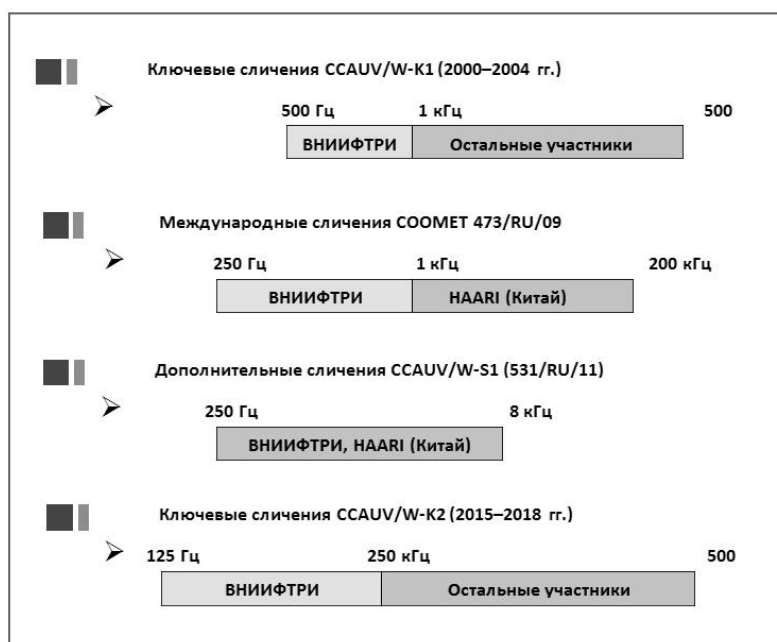 Ключевые сличения CCAUV/W-K1 (2000–2004 гг.)
500 Гц 1 кГц 500
ВНИИФТРИ Остальные участники
Международные сличения COOMET 473/RU/09
250 Гц 1 кГц 200 кГц
ВНИИФТРИ HAARI (Китай)
Дополнительные сличения CCAUV/W-S1 (531/RU/11)
250 Гц 8 кГц
ВНИИФТРИ, HAARI (Китай)
Ключевые сличения CCAUV/W-K2 (2015–2018 гг.)
125 Гц 250 кГц 500
ВНИИФТРИ Остальные участники